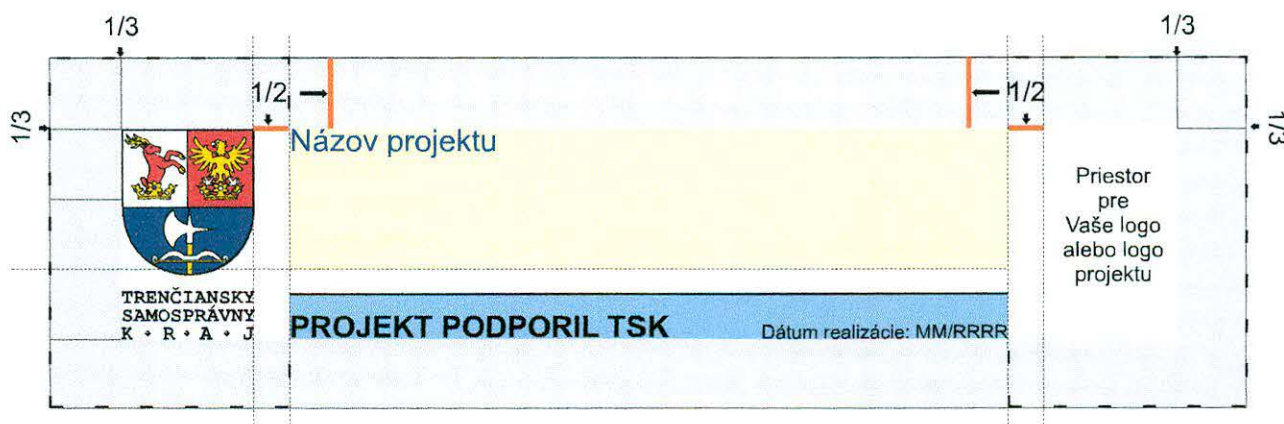 1/3
1/3
1/2
1/2
1/3
1/3
Názov projektu
Priestor
pre
Vaše logo
alebo logo
projektu
TRENČIANSKY
SAMOSPRÁVNY
K • R • A • J
PROJEKT PODPORIL TSK
Dátum realizácie: MM/RRRR